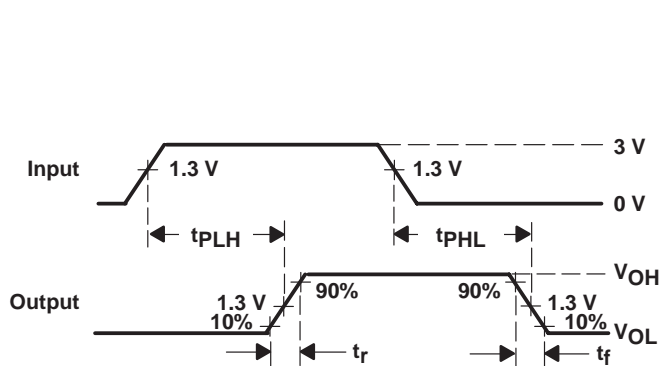 3 V
Input
1.3 V
1.3 V
0 V
tPLH
tPHL
VOH
90%
90%
Output
1.3 V
1.3 V
10%
10%
VOL
tr
tf